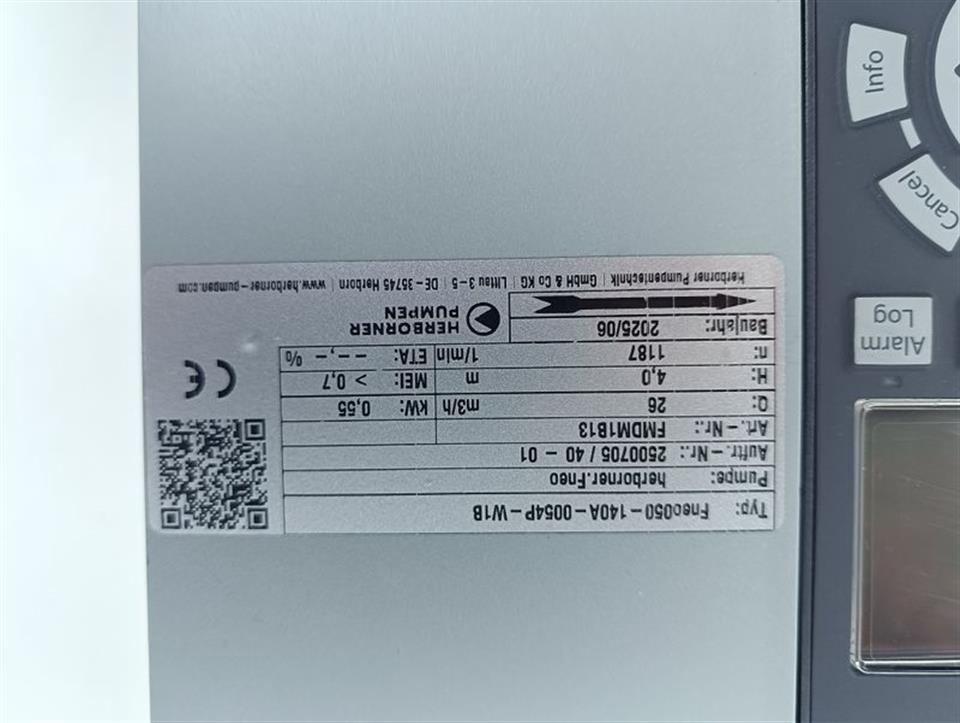 Typ: Fneo050-140A-0054P-W1B
Pumpe: herborner.Fneo
Auftr.-Nr.: 2500705 / 40 - 01
Art.-Nr.: FMDM1B13
Q: 26 m3/h KW: 0,55
H: 4,0 m MEI: > 0,7
n: 1187 1/min ETA: --,- %
Baujahr: 2025/06
HERBORNER
PUMPEN
Herborner Pumpentechnik | GmbH & Co KG | Littau 3-5 | DE-35745 Herborn | www.herborner-pumpen.com
CE
Info
Cancel
Alarm
Log